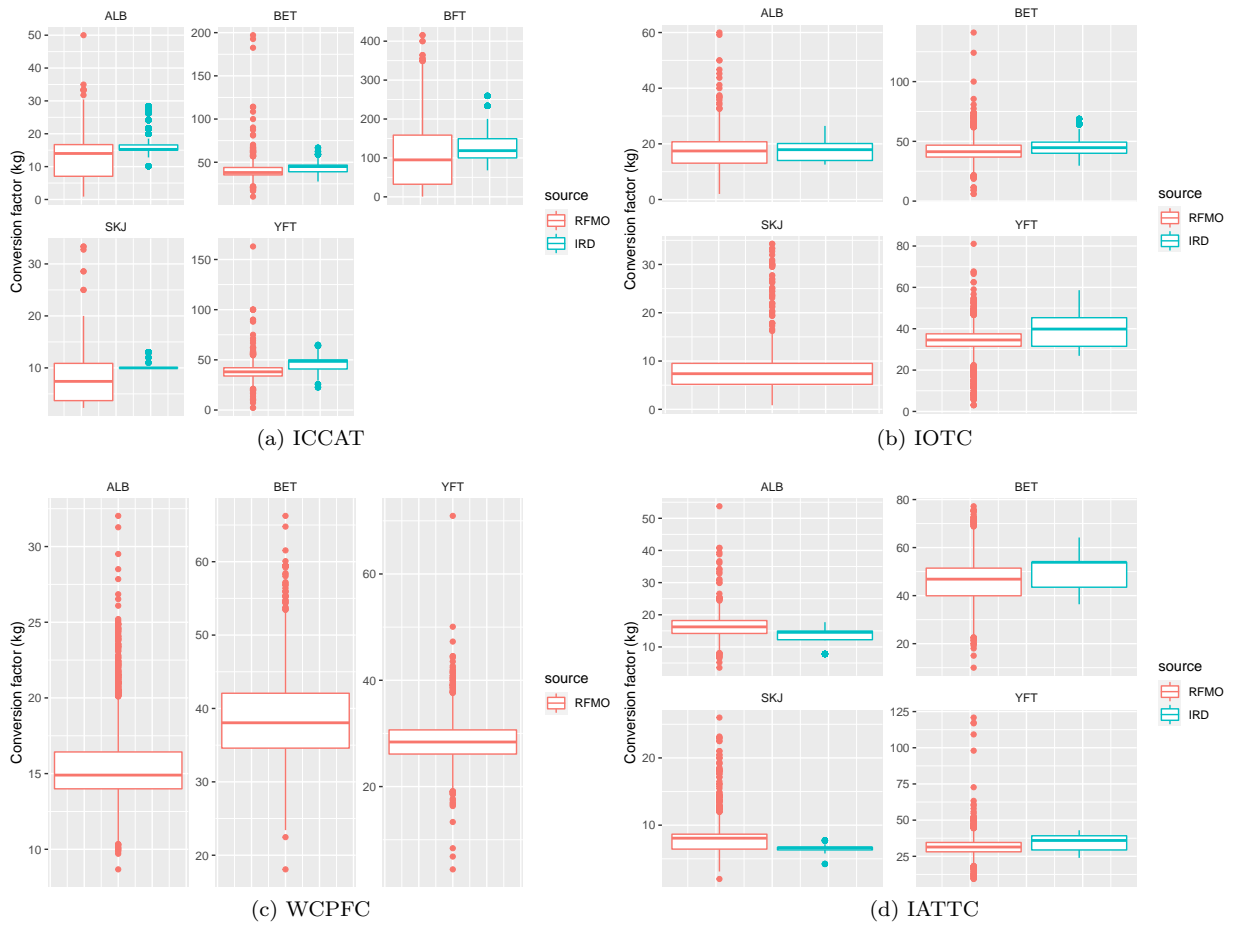 ALB BET BFT
Conversion factor (kg)
50
40
30
20
10
0
200
150
100
50
400
300
200
100
0
SKJ YFT
30
20
10
150
100
50
0
source
RFMO
IRD
(a) ICCAT
ALB BET
Conversion factor (kg)
60
40
20
0
100
50
0
SKJ YFT
30
20
10
0
80
60
40
20
0
source
RFMO
IRD
(b) IOTC
ALB BET YFT
Conversion factor (kg)
30
25
20
15
10
60
50
40
30
20
60
40
20
source
RFMO
(c) WCPFC
ALB BET
Conversion factor (kg)
50
40
30
20
10
80
60
40
20
SKJ YFT
20
10
125
100
75
50
25
source
RFMO
IRD
(d) IATTC